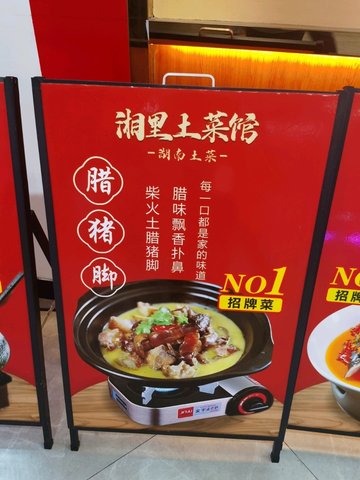 湘里土菜馆
-湖南土菜-
腊猪脚
每一口都是家的味道
腊味飘香扑鼻
柴火土腊猪脚
NO1
招牌菜
NO
招牌